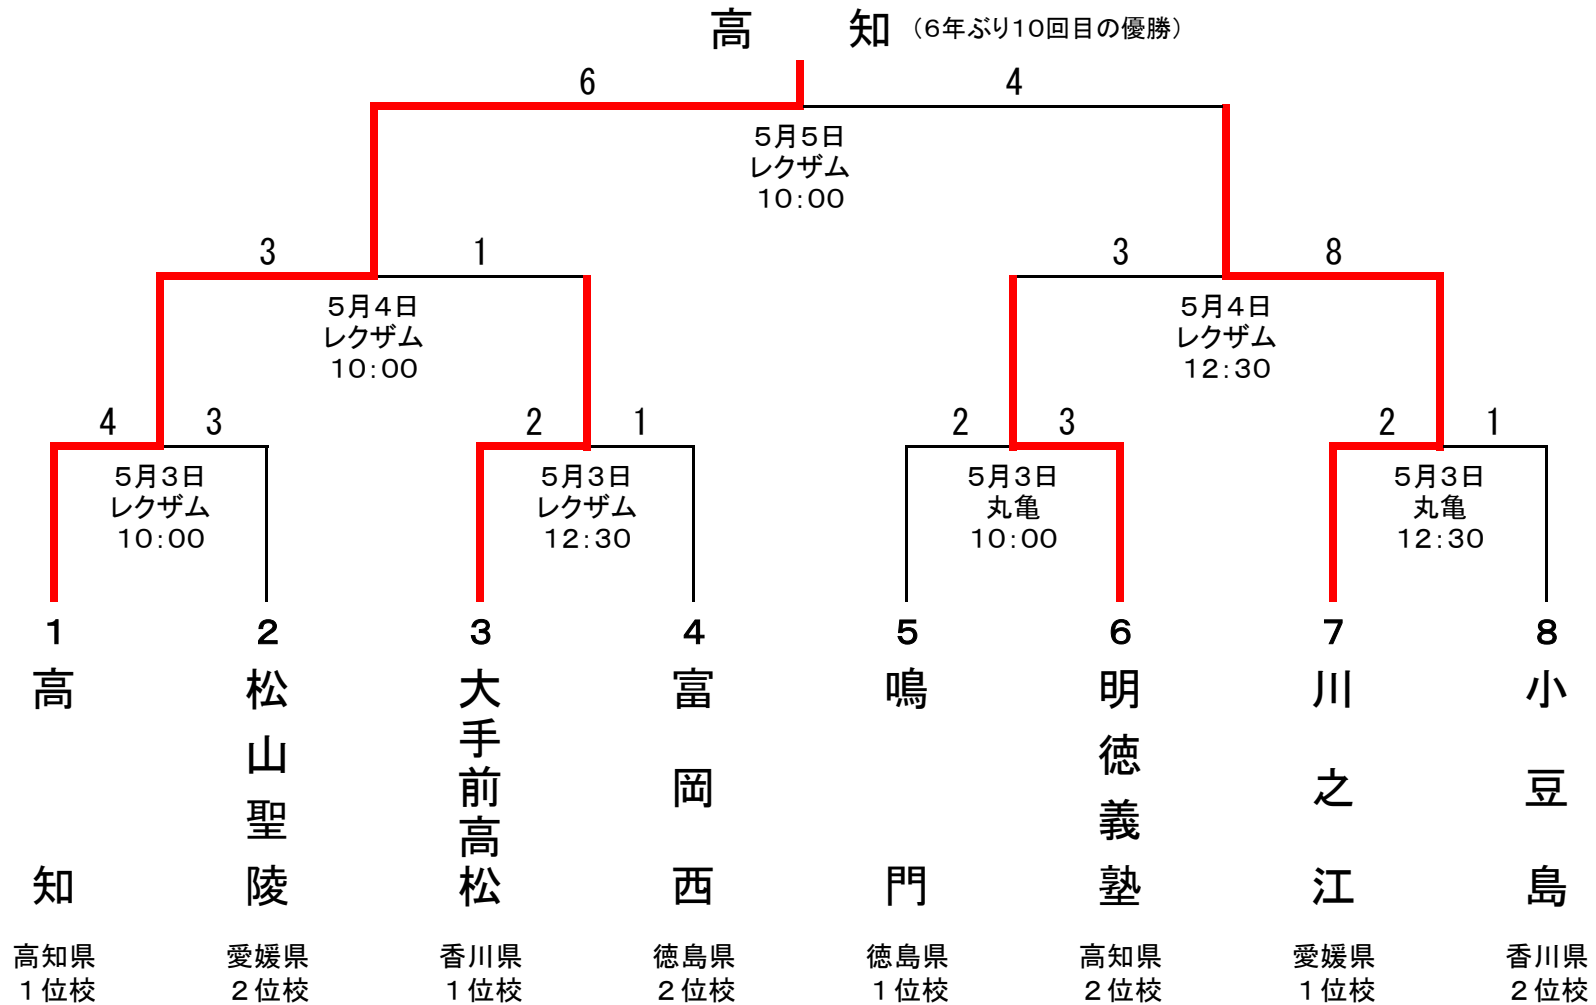 高　知（６年ぶり１０回目の優勝）
6　4
５月５日
レクザム
１０：００
3　1　3　8
５月４日　５月４日
レクザム　レクザム
１０：００　１２：３０
4　3　2　1　2　3　2　1
５月３日　５月３日　５月３日　５月３日
レクザム　レクザム　丸亀　丸亀
１０：００　１２：３０　１０：００　１２：３０
1　2　3　4　5　6　7　8
高知　松山聖陵　大手前高松　富岡西　鳴門　明徳義塾　川之江　小豆島
高知県　愛媛県　香川県　徳島県　徳島県　高知県　愛媛県　香川県
１位校　２位校　１位校　２位校　１位校　２位校　１位校　２位校